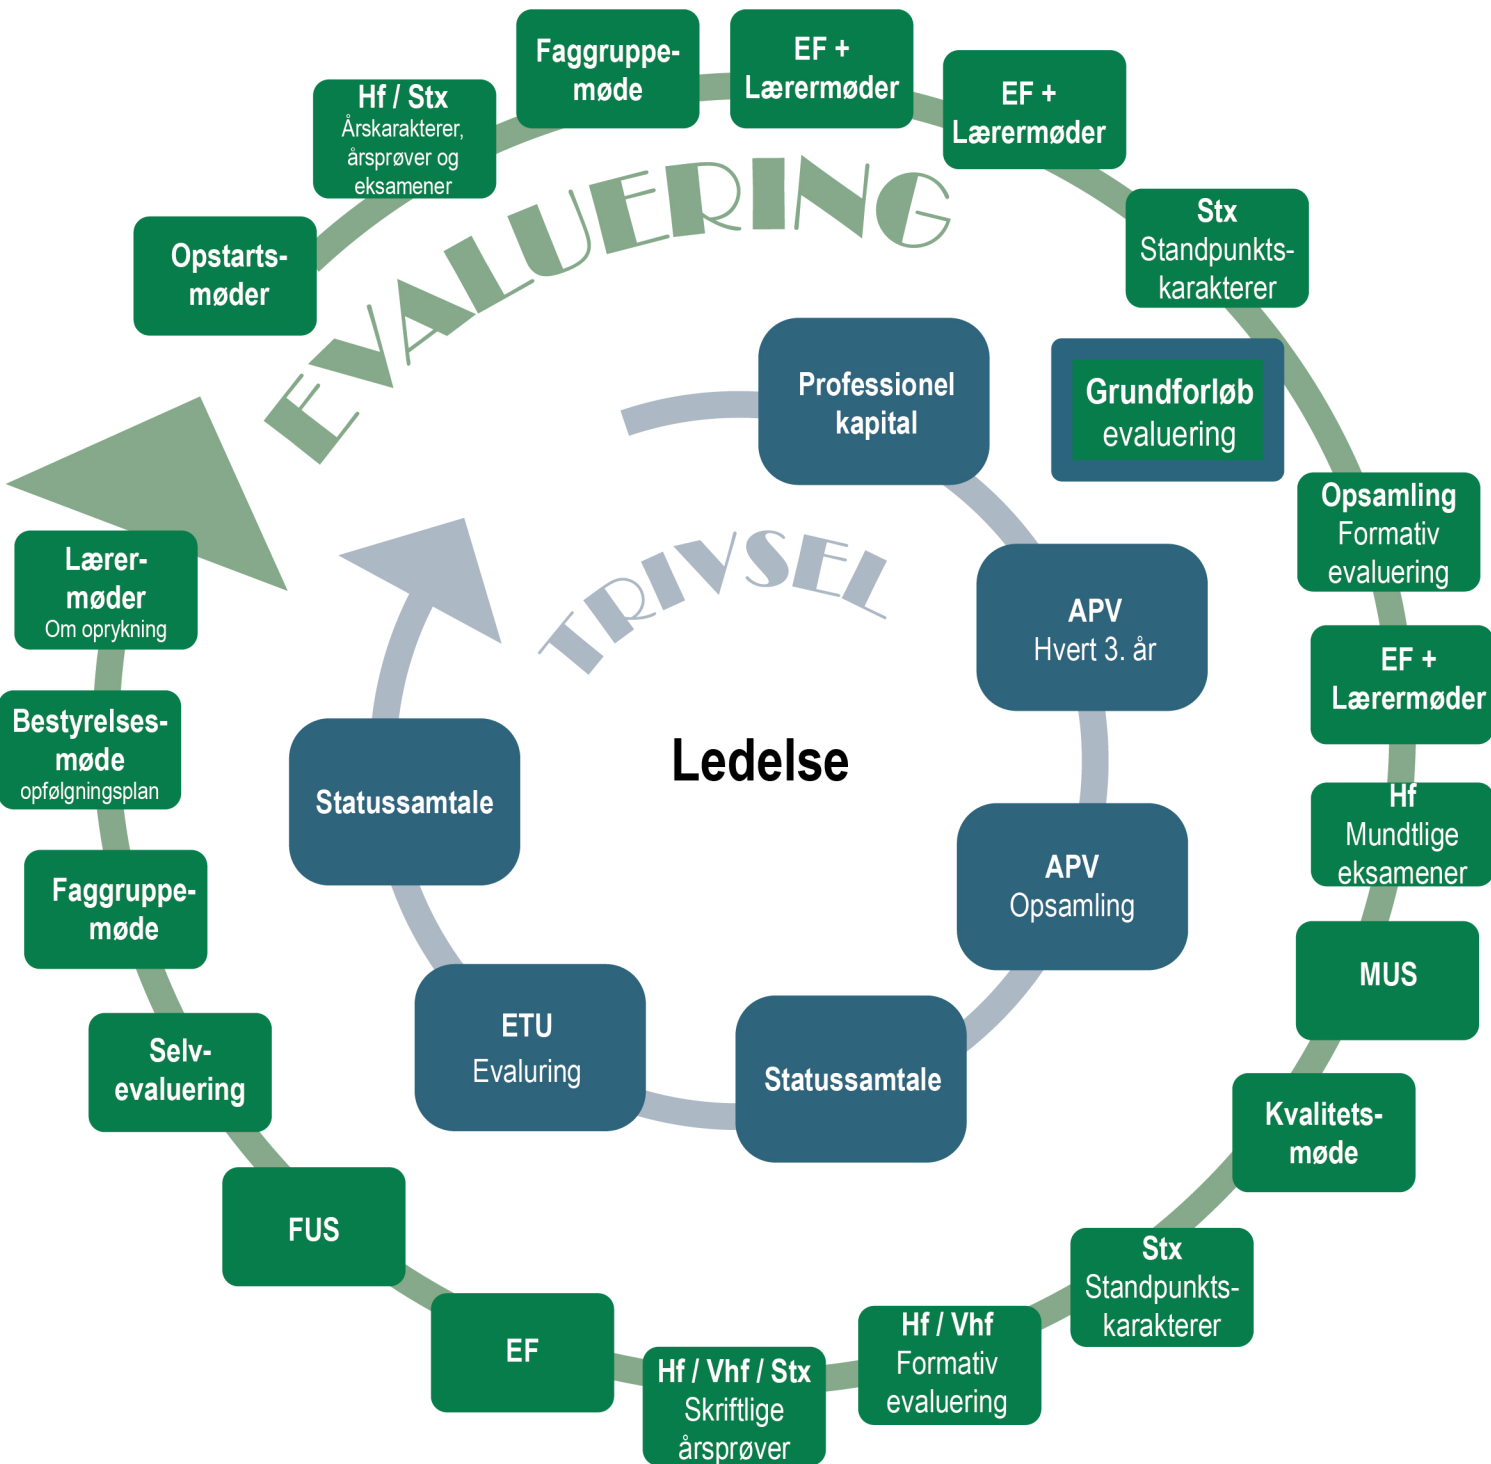 Opstarts-
møder
Hf / Stx
Årskarakterer,
årsprøver og
eksamener
Faggruppe-
møde
EF +
Lærermøder
EF +
Lærermøder
Stx
Standpunkts-
karakterer
Grundforløb
evaluering
Opsamling
Formativ
evaluering
EF +
Lærermøder
Hf
Mundtlige
eksamener
MUS
Kvalitets-
møde
Stx
Standpunkts-
karakterer
Hf / Vhf
Formativ
evaluering
Hf / Vhf / Stx
Skriftlige
årsprøver
EF
FUS
Selv-
evaluering
Faggruppe-
møde
Bestyrelses-
møde
opfølgningsplan
Lærer-
møder
Om oprykning
EVALUERING
TRIVSEL
Professionel
kapital
APV
Hvert 3. år
APV
Opsamling
Statussamtale
ETU
Evaluring
Statussamtale
Ledelse